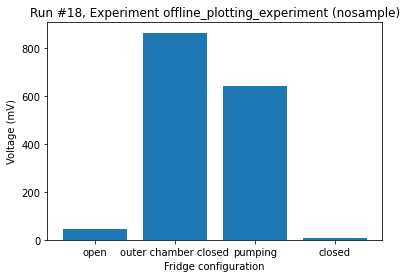 Run #18, Experiment offline_plotting_experiment (nosample)
Voltage (mV)
800
600
400
200
0
open outer chamber closed pumping closed
Fridge configuration